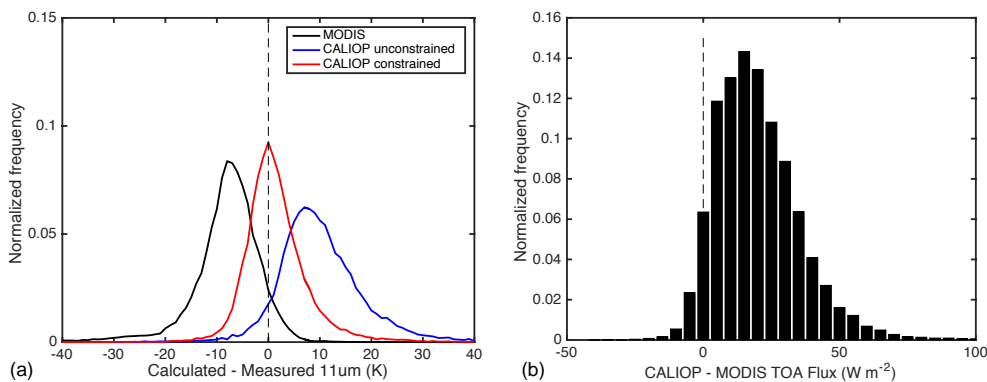 0.15
0.1
0.05
0
Normalized frequency
MODIS
CALIOP unconstrained
CALIOP constrained
-40 -30 -20 -10 0 10 20 30 40
Calculated - Measured 11um (K)
(a)
0.16
0.14
0.12
0.10
0.08
0.06
0.04
0.02
0
Normalized frequency
-50 0 50 100
CALIOP - MODIS TOA Flux (W m-2)
(b)